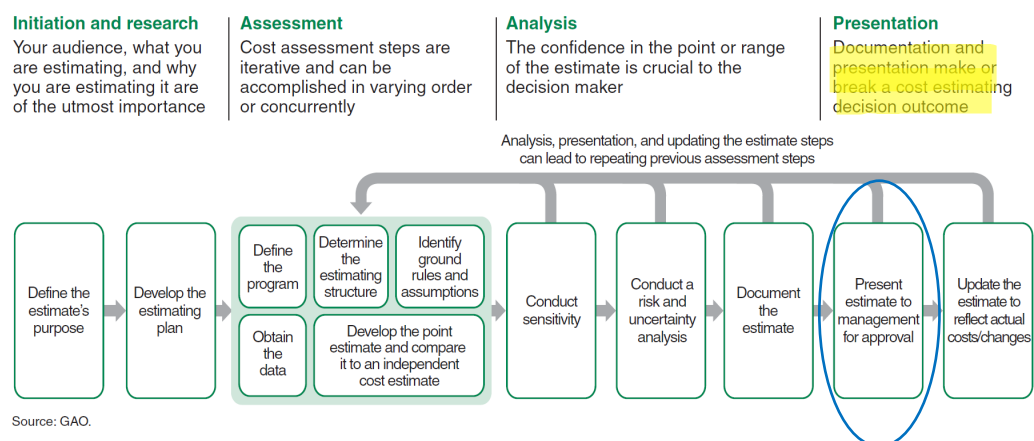 Initiation and research
Your audience, what you
are estimating, and why
you are estimating it are
of the utmost importance
Assessment
Cost assessment steps are
iterative and can be
accomplished in varying order
or concurrently
Analysis
The confidence in the point or range
of the estimate is crucial to the
decision maker
Presentation
Documentation and
presentation make or
break a cost estimating
decision outcome
Analysis, presentation, and updating the estimate steps
can lead to repeating previous assessment steps
Define the
estimate's
purpose
Develop the
estimating
plan
Define
the
program
Determine
the
estimating
structure
Identify
ground
rules and
assumptions
Obtain
the
data
Develop the point
estimate and compare
it to an independent
cost estimate
Conduct
sensitivity
Conduct a
risk and
uncertainty
analysis
Document
the
estimate
Present
estimate to
management
for approval
Update the
estimate to
reflect actual
costs/changes
Source: GAO.